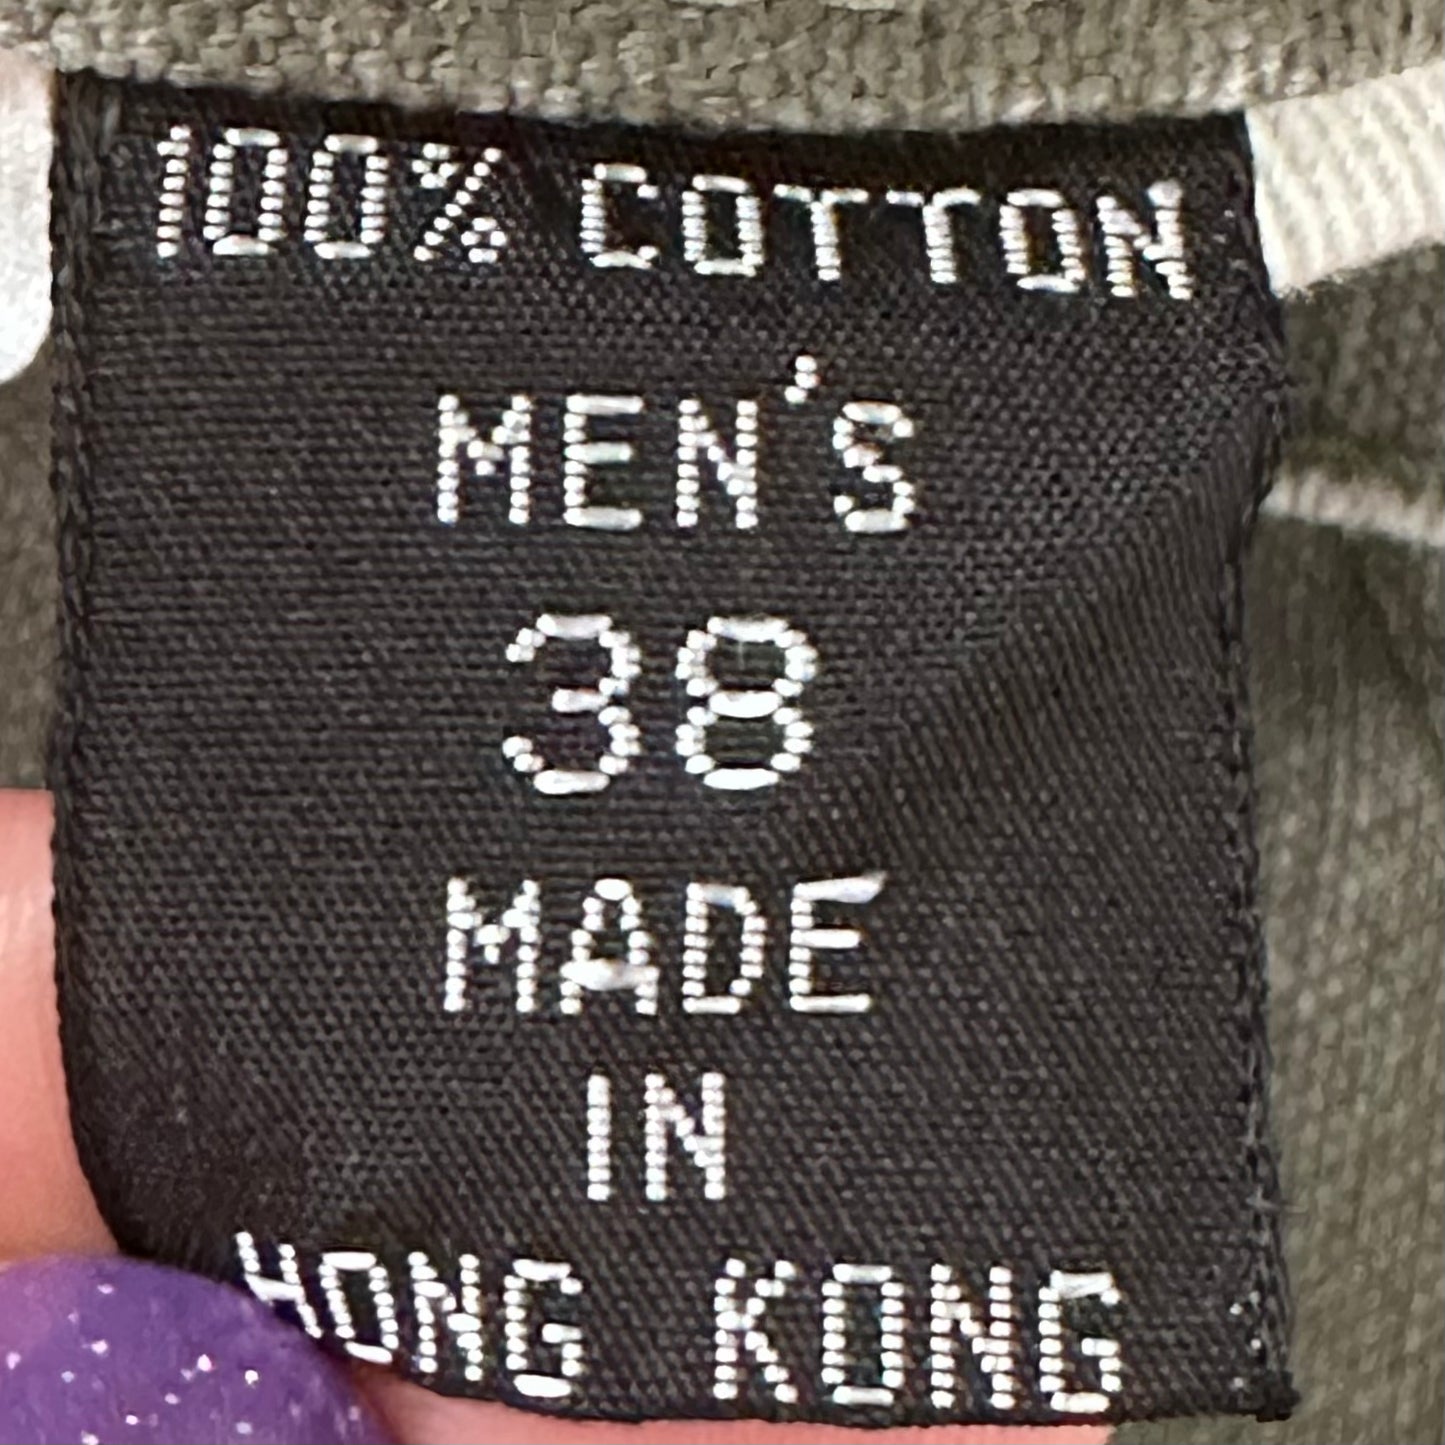 100% COTTON
MEN'S
38
MADE
IN
HONG KONG